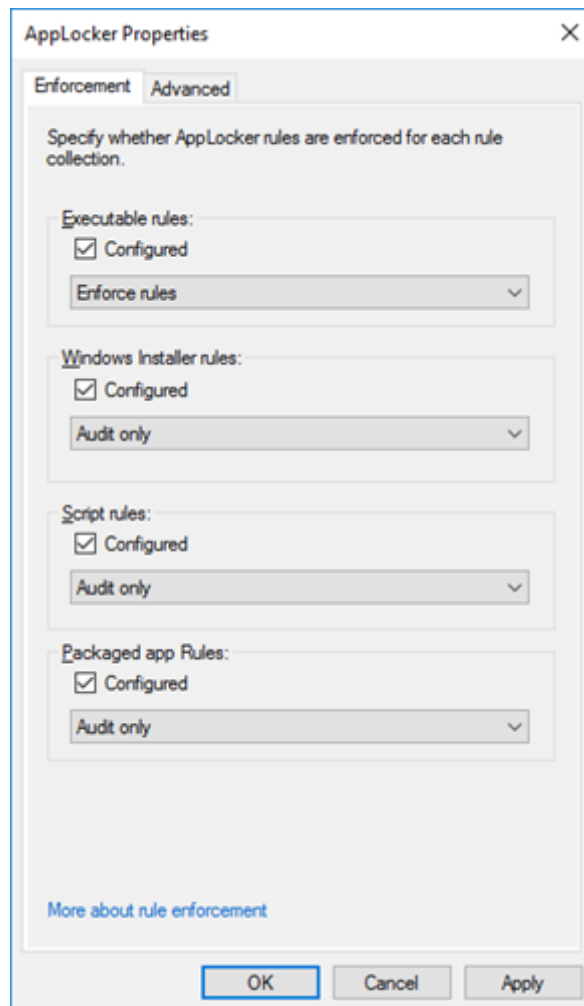 AppLocker Properties
Enforcement
Advanced
Specify whether AppLocker rules are enforced for each rule
collection.
Executable rules:
Configured
Enforce rules
Windows Installer rules:
Configured
Audit only
Script rules:
Configured
Audit only
Packaged app Rules:
Configured
Audit only
More about rule enforcement
OK
Cancel
Apply